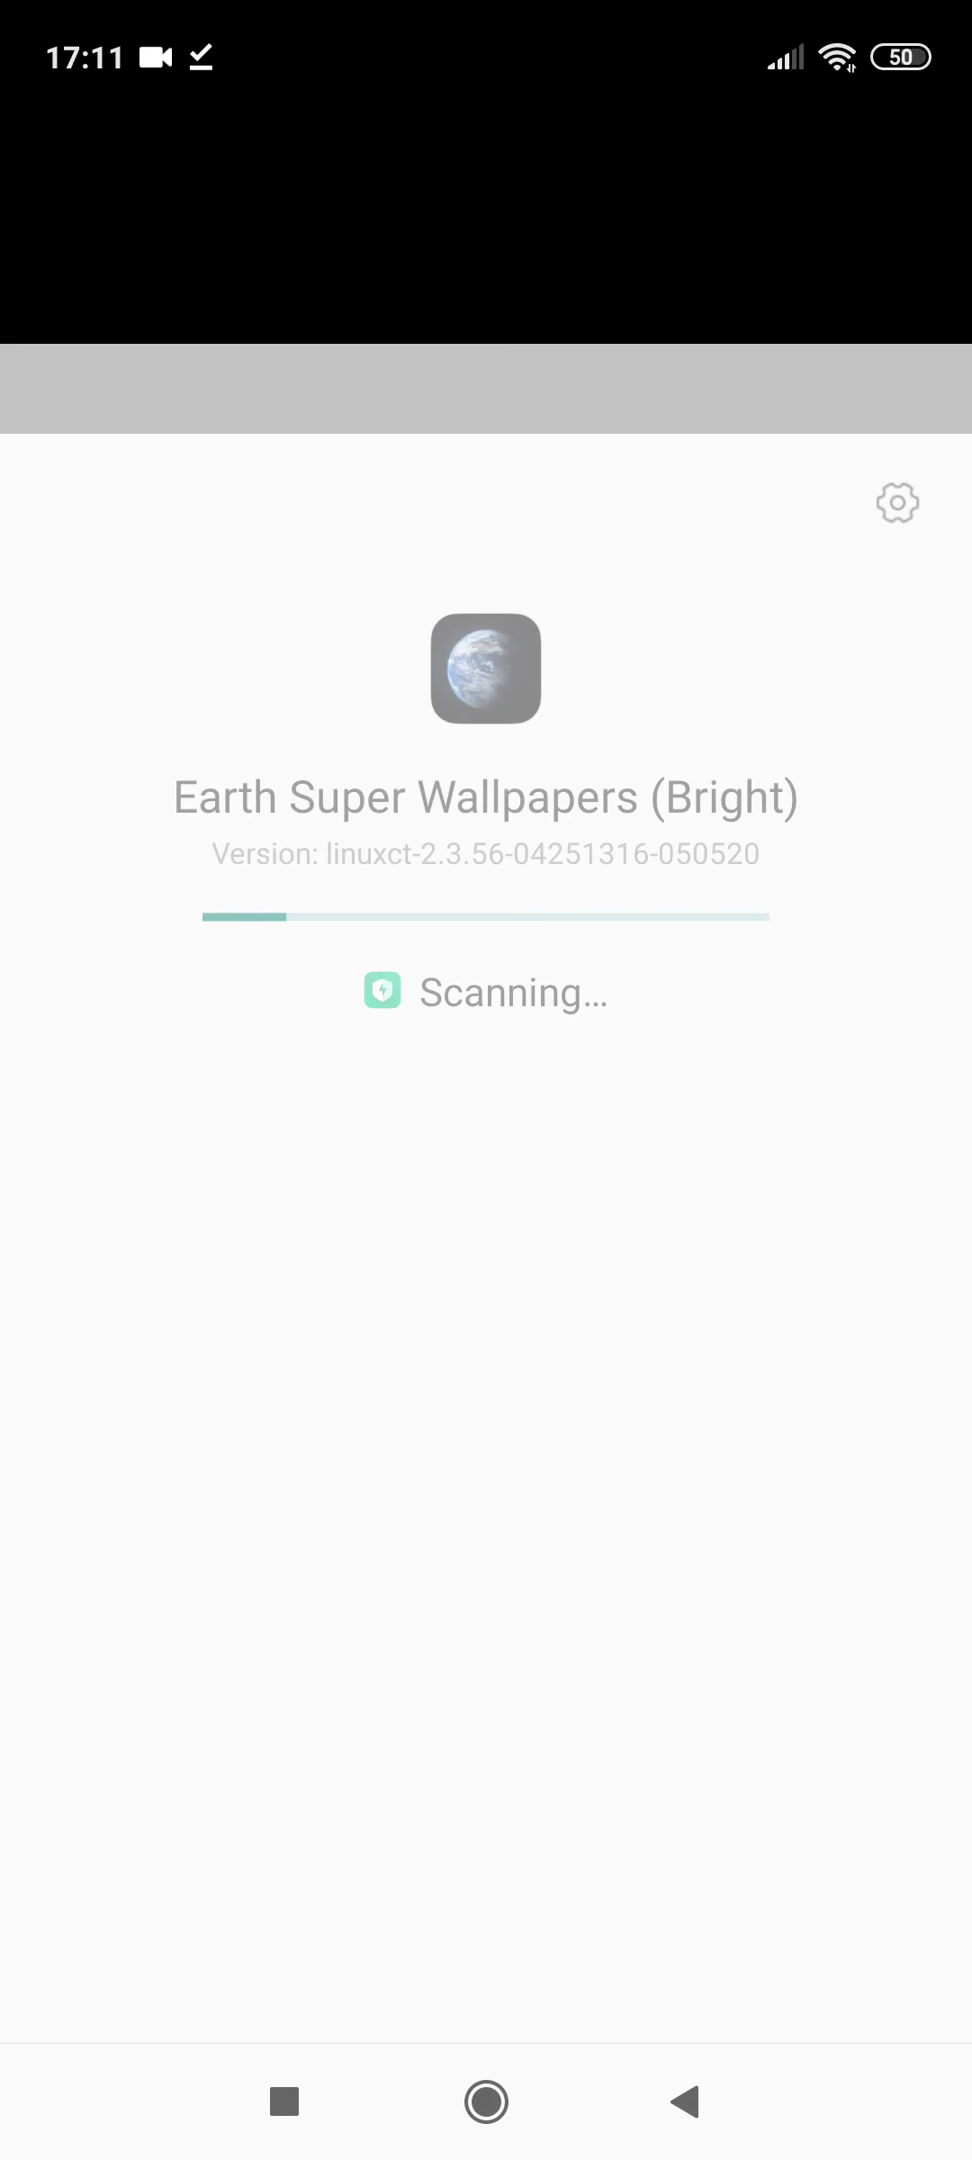 17:11
50
Earth Super Wallpapers (Bright)
Version: linuxct-2.3.56-04251316-050520
Scanning...